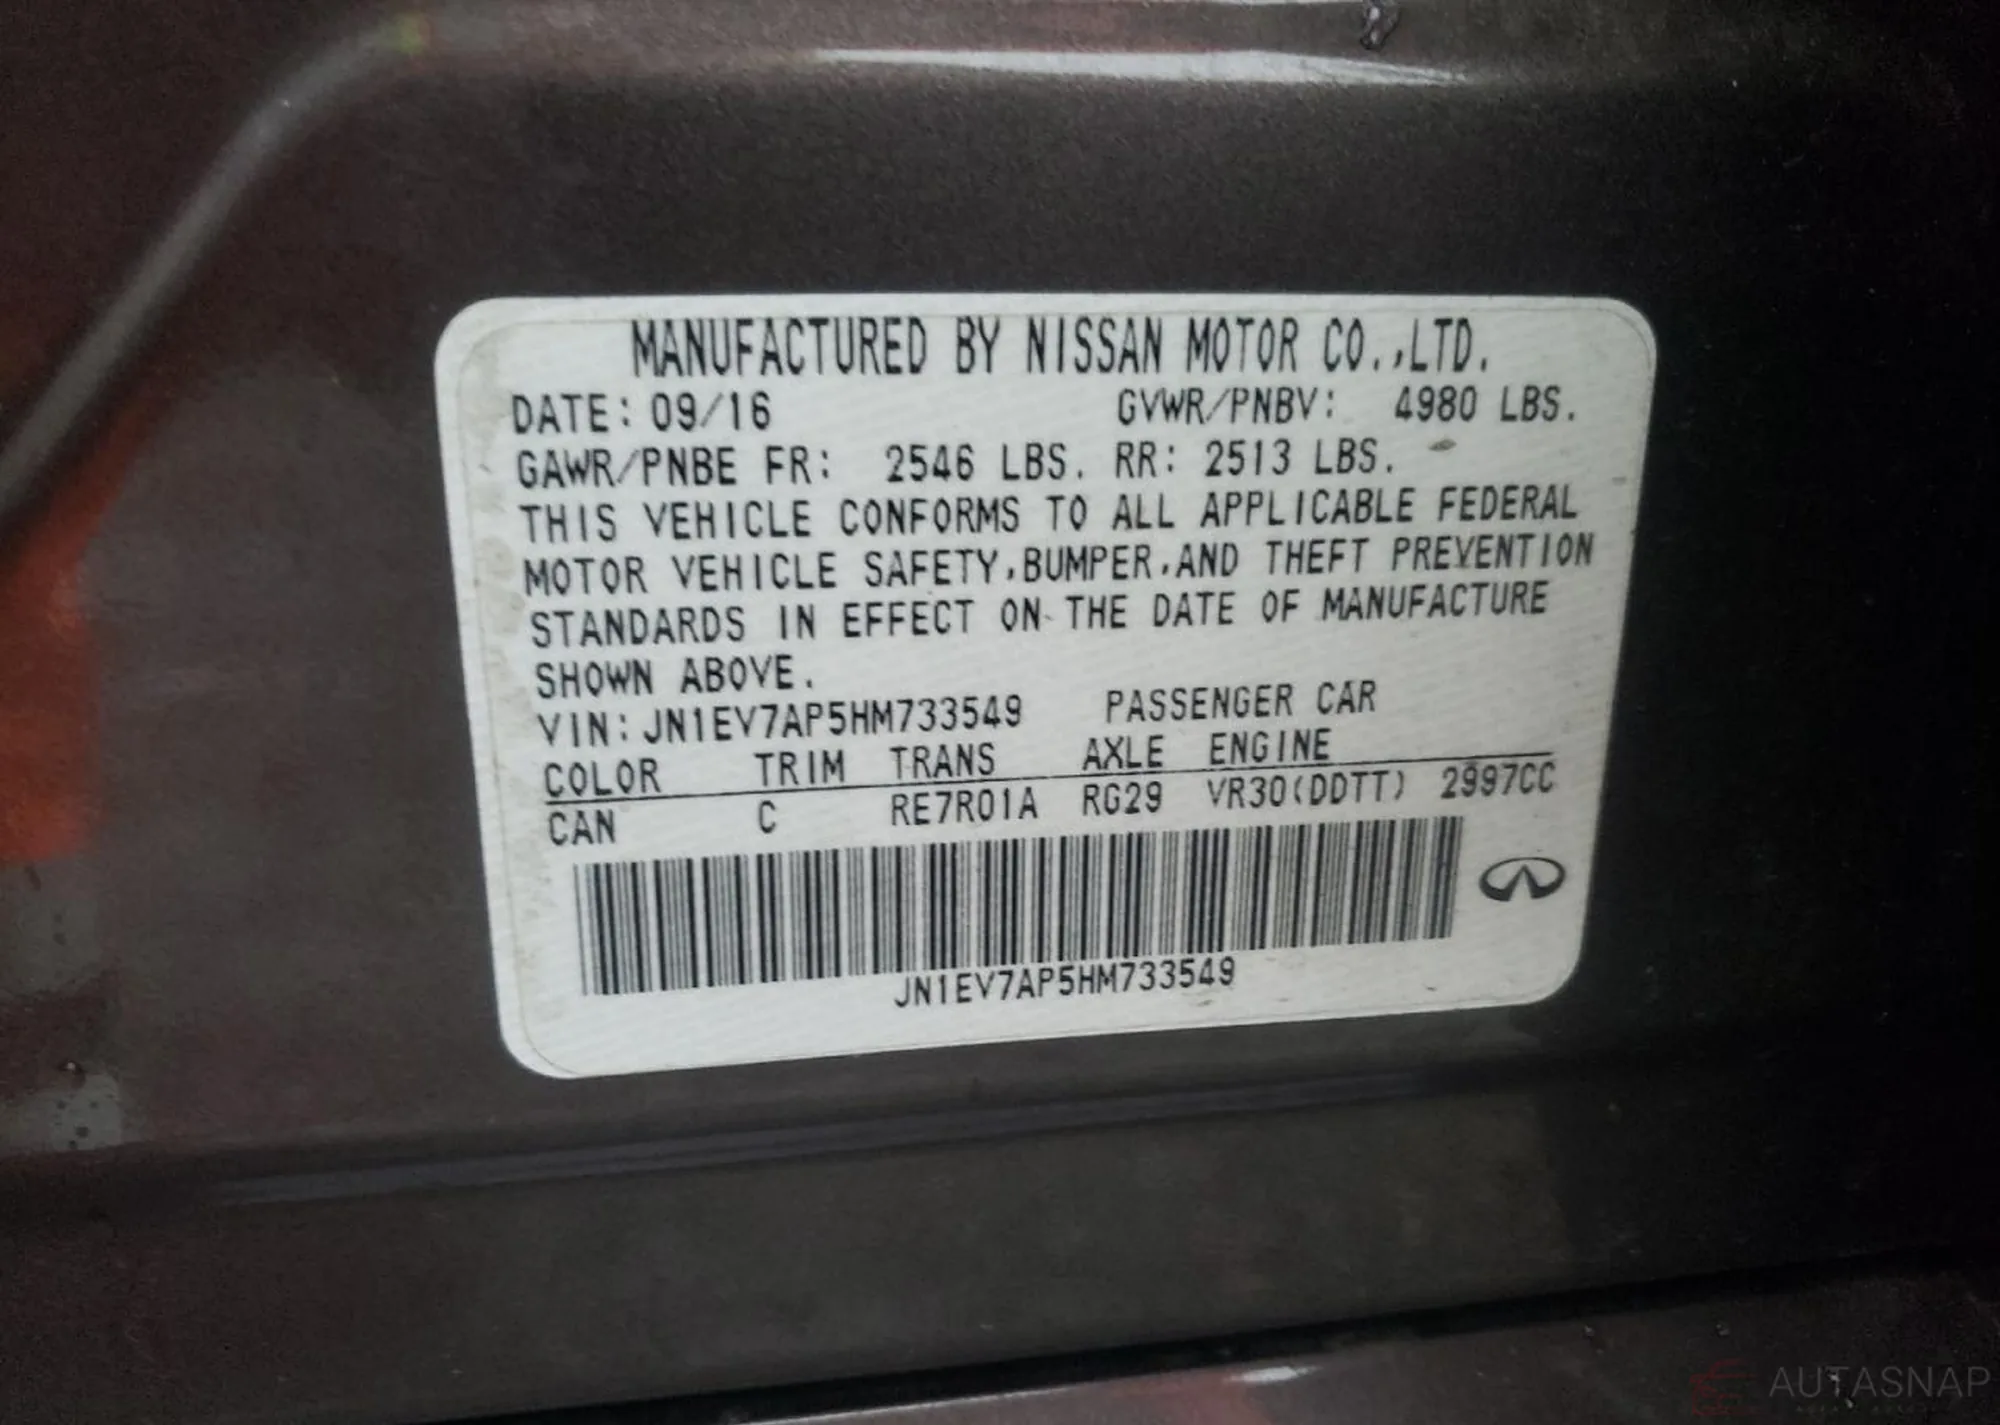 MANUFACTURED BY NISSAN MOTOR CO.,LTD.
DATE: 09/16 GVWR/PNBV: 4980 LBS.
GAWR/PNBE FR: 2546 LBS. RR: 2513 LBS.
THIS VEHICLE CONFORMS TO ALL APPLICABLE FEDERAL
MOTOR VEHICLE SAFETY,BUMPER,AND THEFT PREVENTION
STANDARDS IN EFFECT ON THE DATE OF MANUFACTURE
SHOWN ABOVE.
VIN: JN1EV7AP5HM733549 PASSENGER CAR
COLOR TRIM TRANS AXLE ENGINE
CAN C RE7R01A RG29 VR30(DDTT) 2997CC
JN1EV7AP5HM733549
AUTASNAP